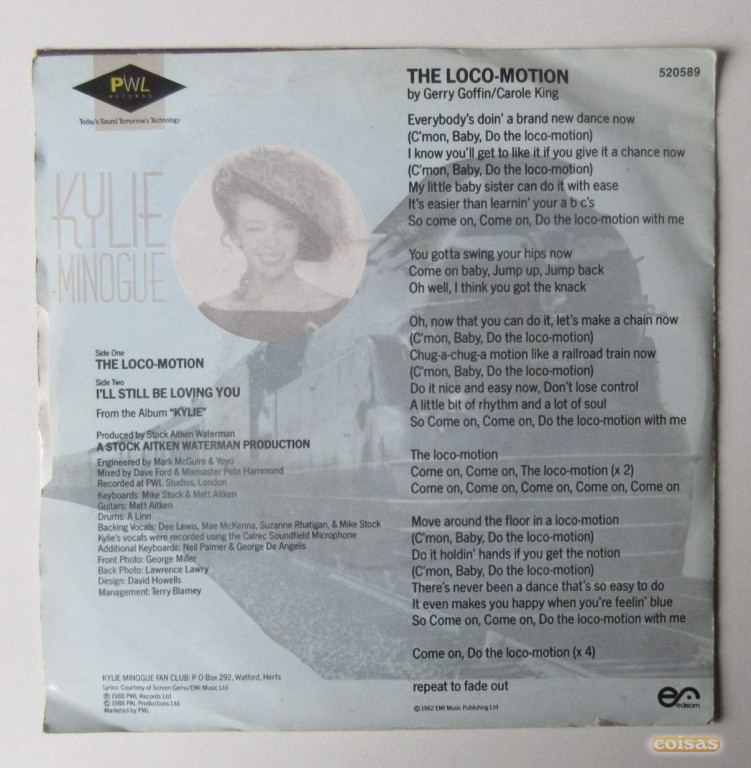 PWL
RECORDS
Today's Sound Tomorrow's Technology
KYLIE
MINOGUE
Side One
THE LOCO-MOTION
Side Two
I'LL STILL BE LOVING YOU
From the Album "KYLIE"
Produced by Stock Aitken Waterman
A STOCK AITKEN WATERMAN PRODUCTION
Engineered by Mark McGuire & Yoyo
Mixed by Dave Ford & Mixmaster Pete Hammond
Recorded at PWL Studios, London
Keyboards: Mike Stock & Matt Aitken
Guitars: Matt Aitken
Drums: A Linn
Backing Vocals: Dee Lewis, Mae McKenna, Suzanne Rhatigan, & Mike Stock
Kylie's vocals were recorded using the Calrec Soundfield Microphone
Additional Keyboards: Neil Palmer & George De Angelis
Front Photo: George Miller
Back Photo: Lawrence Lawry
Design: David Howells
Management: Terry Blamey
KYLIE MINOGUE FAN CLUB: P O Box 292, Watford, Herts
Lyrics: Courtesy of Screen Gems/EMI Music Ltd
℗ 1988 PWL Records Ltd
© 1988 PAL Productions Ltd
Marketed by PWL
THE LOCO-MOTION
by Gerry Goffin/Carole King
520589
Everybody's doin' a brand new dance now
(C'mon, Baby, Do the loco-motion)
I know you'll get to like it if you give it a chance now
(C'mon, Baby, Do the loco-motion)
My little baby sister can do it with ease
It's easier than learnin' your a b c's
So come on, Come on, Do the loco-motion with me
You gotta swing your hips now
Come on baby, Jump up, Jump back
Oh well, I think you got the knack
Oh, now that you can do it, let's make a chain now
(C'mon, Baby, Do the loco-motion)
Chug-a-chug-a motion like a railroad train now
(C'mon, Baby, Do the loco-motion)
Do it nice and easy now, Don't lose control
A little bit of rhythm and a lot of soul
So Come on, Come on, Do the loco-motion with me
The loco-motion
Come on, Come on, The loco-motion (x 2)
Come on, Come on, Come on, Come on, Come on
Move around the floor in a loco-motion
(C'mon, Baby, Do the loco-motion)
Do it holdin' hands if you get the notion
(C'mon, Baby, Do the loco-motion)
There's never been a dance that's so easy to do
It even makes you happy when you're feelin' blue
So Come on, Come on, Do the loco-motion with me
Come on, Do the loco-motion (x 4)
repeat to fade out
© 1962 EMI Music Publishing Ltd
edisom
coisas